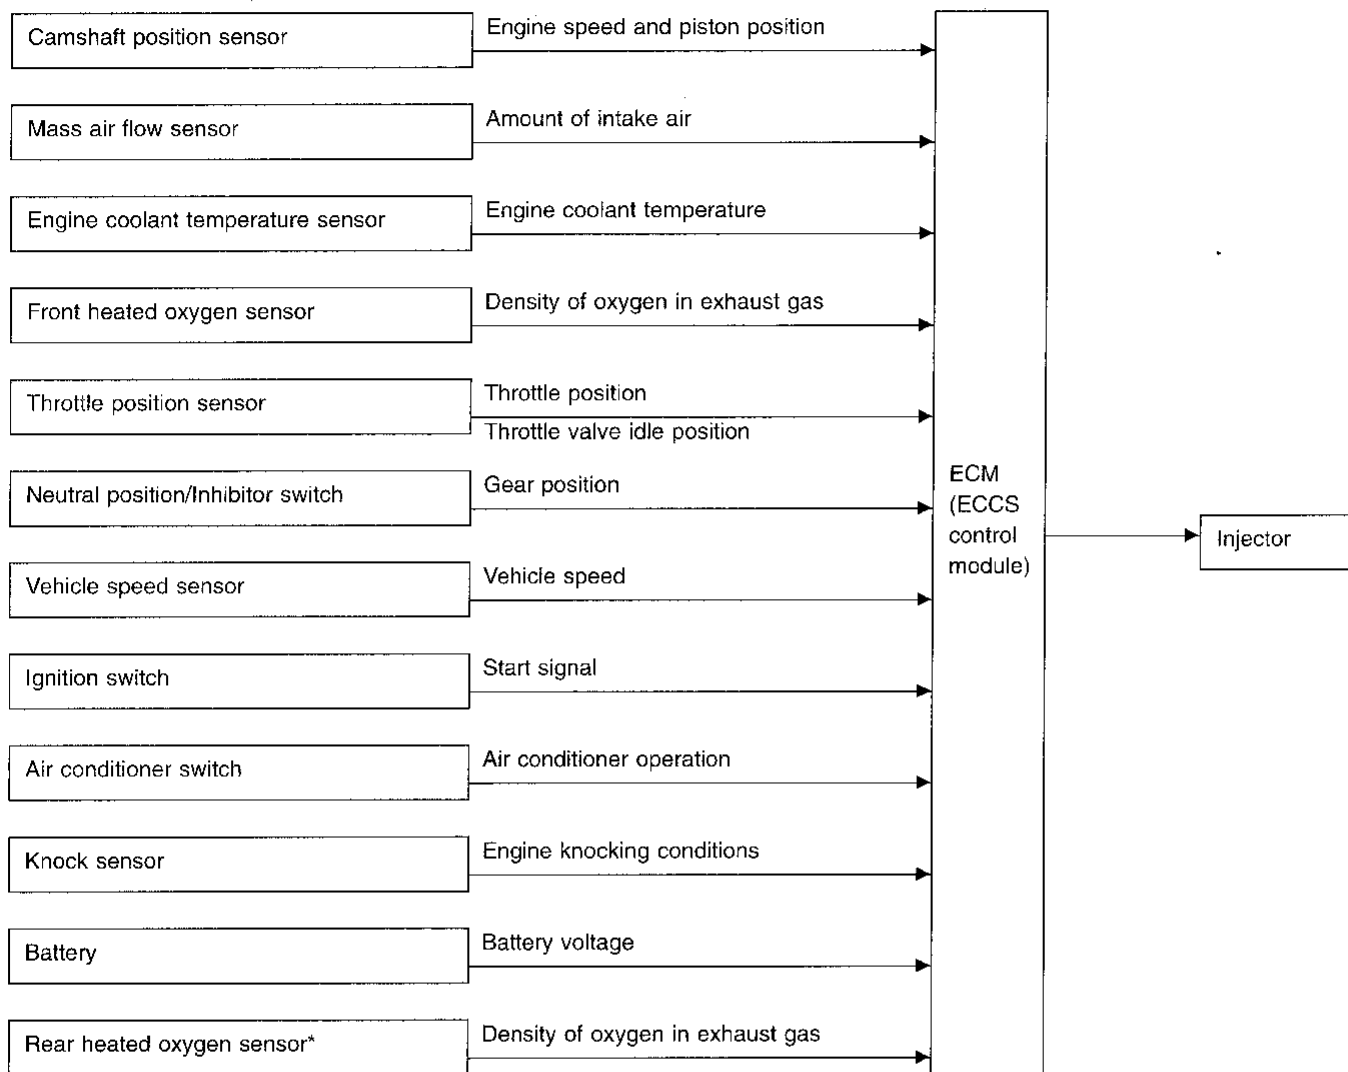 Camshaft position sensor
Engine speed and piston position
Mass air flow sensor
Amount of intake air
Engine coolant temperature sensor
Engine coolant temperature
Front heated oxygen sensor
Density of oxygen in exhaust gas
Throttle position sensor
Throttle position
Throttle valve idle position
Neutral position/Inhibitor switch
Gear position
Vehicle speed sensor
Vehicle speed
Ignition switch
Start signal
Air conditioner switch
Air conditioner operation
Knock sensor
Engine knocking conditions
Battery
Battery voltage
Rear heated oxygen sensor*
Density of oxygen in exhaust gas
ECM
(ECCS
control
module)
Injector